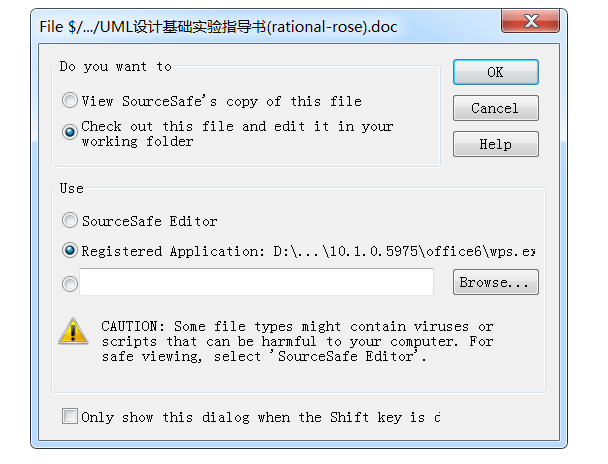 File $/.../UML设计基础实验指导书(rational-rose).doc
Do you want to
View SourceSafe's copy of this file
Check out this file and edit it in your
working folder
OK
Cancel
Help
Use
SourceSafe Editor
Registered Application: D:\...\10.1.0.5975\office6\wps.ex
Browse...
CAUTION: Some file types might contain viruses or
scripts that can be harmful to your computer. For
safe viewing, select 'SourceSafe Editor'.
Only show this dialog when the Shift key is